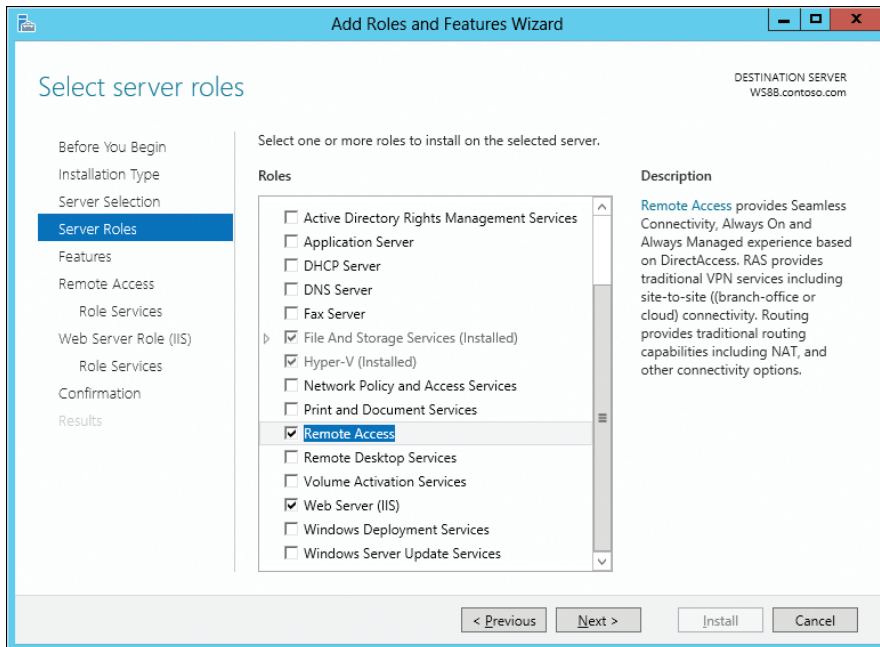 Add Roles and Features Wizard
Select server roles
DESTINATION SERVER
WS8B.contoso.com
Before You Begin
Installation Type
Server Selection
Server Roles
Features
Remote Access
Role Services
Web Server Role (IIS)
Role Services
Confirmation
Results
Select one or more roles to install on the selected server.
Roles
Active Directory Rights Management Services
Application Server
DHCP Server
DNS Server
Fax Server
File And Storage Services (Installed)
Hyper-V (Installed)
Network Policy and Access Services
Print and Document Services
Remote Access
Remote Desktop Services
Volume Activation Services
Web Server (IIS)
Windows Deployment Services
Windows Server Update Services
Description
Remote Access provides Seamless
Connectivity, Always On and
Always Managed experience based
on DirectAccess. RAS provides
traditional VPN services including
site-to-site ((branch-office or
cloud) connectivity. Routing
provides traditional routing
capabilities including NAT, and
other connectivity options.
< Previous
Next >
Install
Cancel